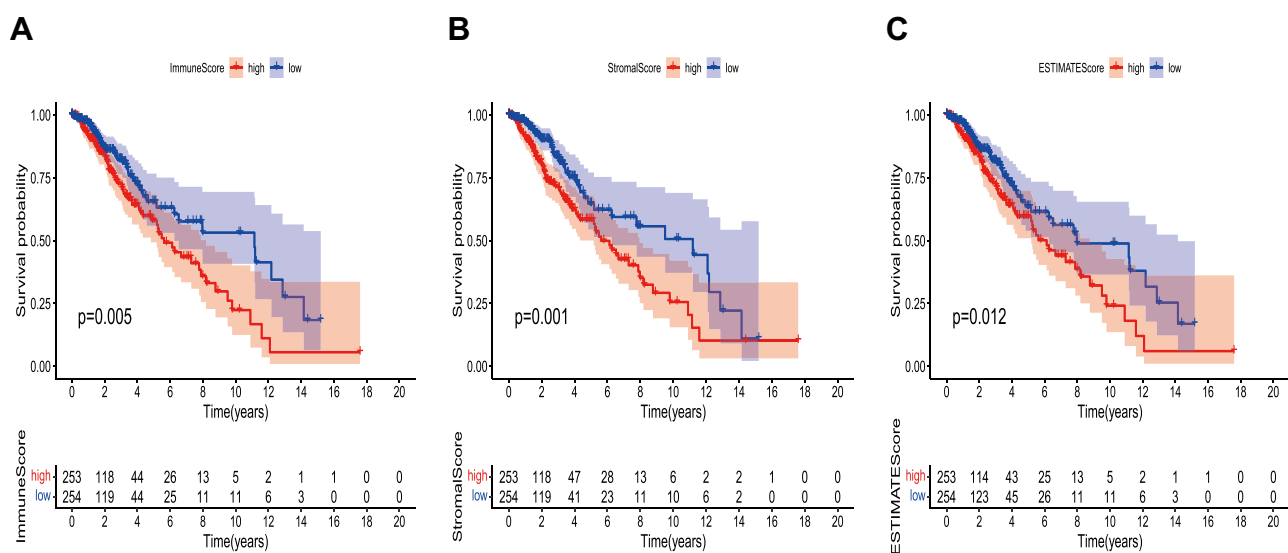 A
B
C
ImmuneScore high low
StromalScore high low
ESTIMATEScore high low
Survival probability
1.00
0.75
0.50
0.25
0.00
p=0.005
0 2 4 6 8 10 12 14 16 18 20
Time(years)
Survival probability
1.00
0.75
0.50
0.25
0.00
p=0.001
0 2 4 6 8 10 12 14 16 18 20
Time(years)
Survival probability
1.00
0.75
0.50
0.25
0.00
p=0.012
0 2 4 6 8 10 12 14 16 18 20
Time(years)
ImmuneScore
high 253 118 44 26 13 5 2 1 1 0 0
low 254 119 44 25 11 11 6 3 0 0 0
0 2 4 6 8 10 12 14 16 18 20
Time(years)
StromalScore
high 253 118 47 28 13 6 2 2 1 0 0
low 254 119 41 23 11 10 6 2 0 0 0
0 2 4 6 8 10 12 14 16 18 20
Time(years)
ESTIMATEScore
high 253 114 43 25 13 5 2 1 1 0 0
low 254 123 45 26 11 11 6 3 0 0 0
0 2 4 6 8 10 12 14 16 18 20
Time(years)